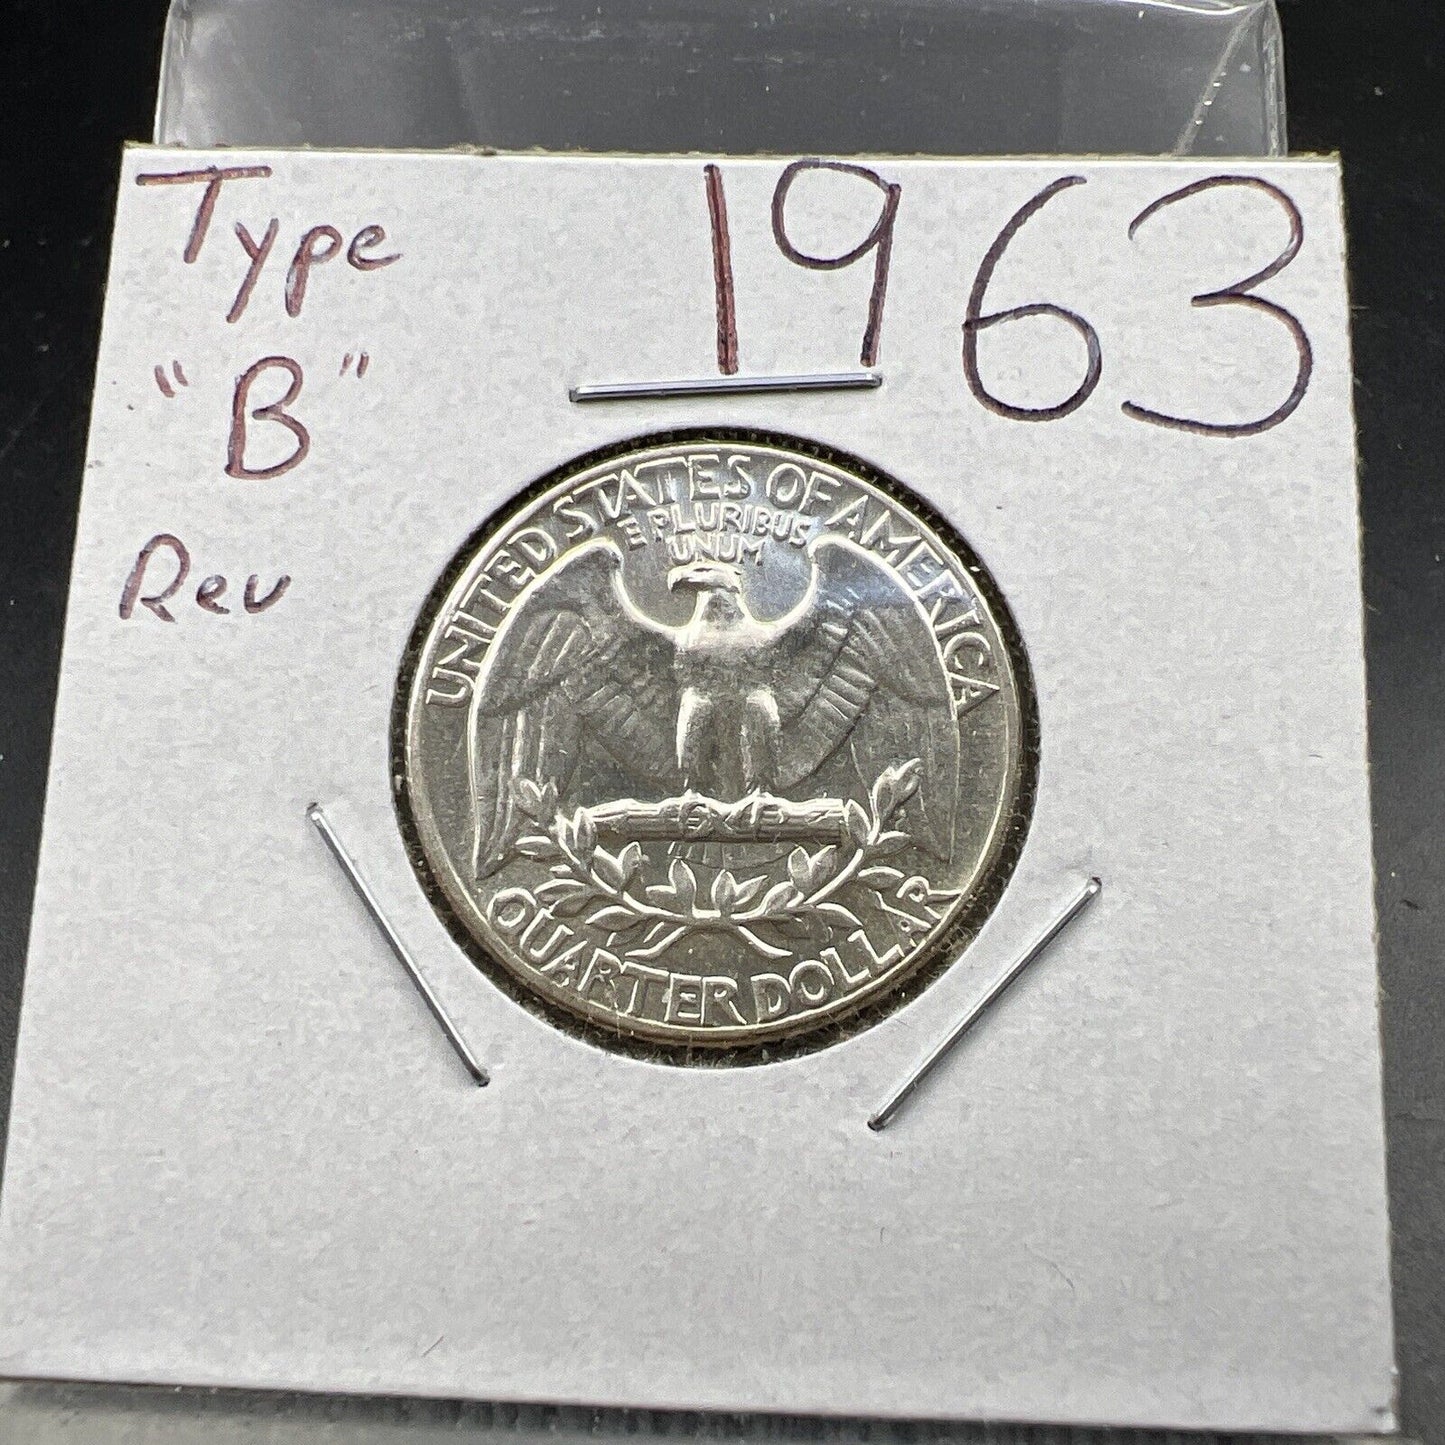 Type 1963
"B"
Rev
UNITED STATES OF AMERICA
E PLURIBUS
UNUM
QUARTER DOLLAR